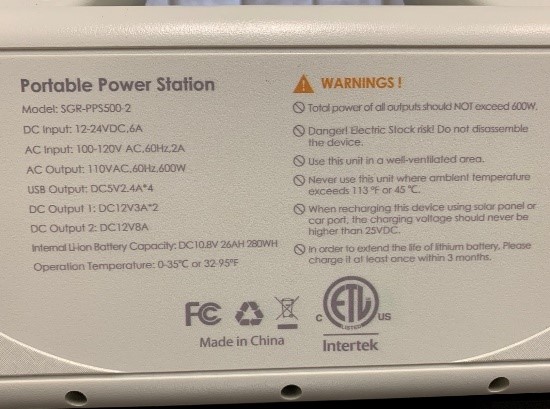 Portable Power Station
Model: SGR-PPS500-2
DC Input: 12-24VDC,6A
AC Input: 100-120V AC,60Hz,2A
AC Output: 110VAC,60Hz,600W
USB Output: DC5V2.4A*4
DC Output 1: DC12V3A*2
DC Output 2: DC12V8A
Internal Li-ion Battery Capacity: DC10.8V 26AH 280WH
Operation Temperature: 0-35°C or 32-95°F
WARNINGS !
Total power of all outputs should NOT exceed 600W.
Danger! Electric Stock risk! Do not disassemble
the device.
Use this unit in a well-ventilated area.
Never use this unit where ambient temperature
exceeds 113 °F or 45 °C.
When recharging this device using solar panel or
car port, the charging voltage should never be
higher than 25VDC.
In order to extend the life of lithium battery, Please
charge it at least once within 3 months.
FC
Made in China
C ETL US
LISTED
Intertek